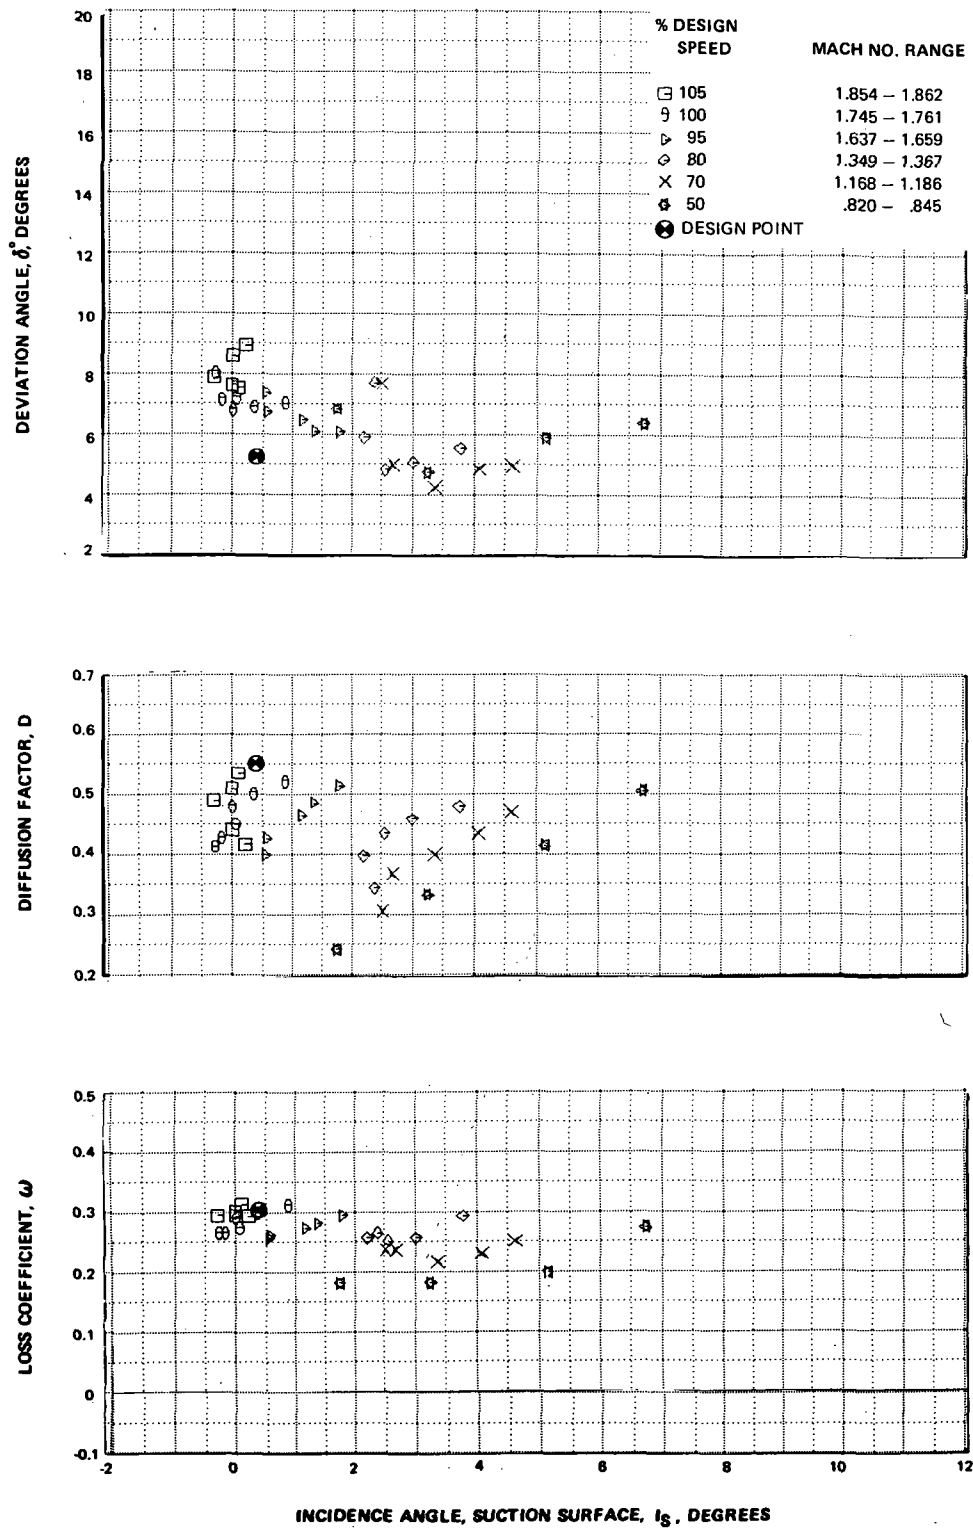 % DESIGN
SPEED MACH NO. RANGE
105 1.854 – 1.862
100 1.745 – 1.761
95 1.637 – 1.659
80 1.349 – 1.367
70 1.168 – 1.186
50 .820 – .845
DESIGN POINT
DEVIATION ANGLE, δ°, DEGREES
20
18
16
14
12
10
8
6
4
2
DIFFUSION FACTOR, D
0.7
0.6
0.5
0.4
0.3
0.2
LOSS COEFFICIENT, ω
0.5
0.4
0.3
0.2
0.1
0
-0.1
-2 0 2 4 6 8 10 12
INCIDENCE ANGLE, SUCTION SURFACE, IS, DEGREES